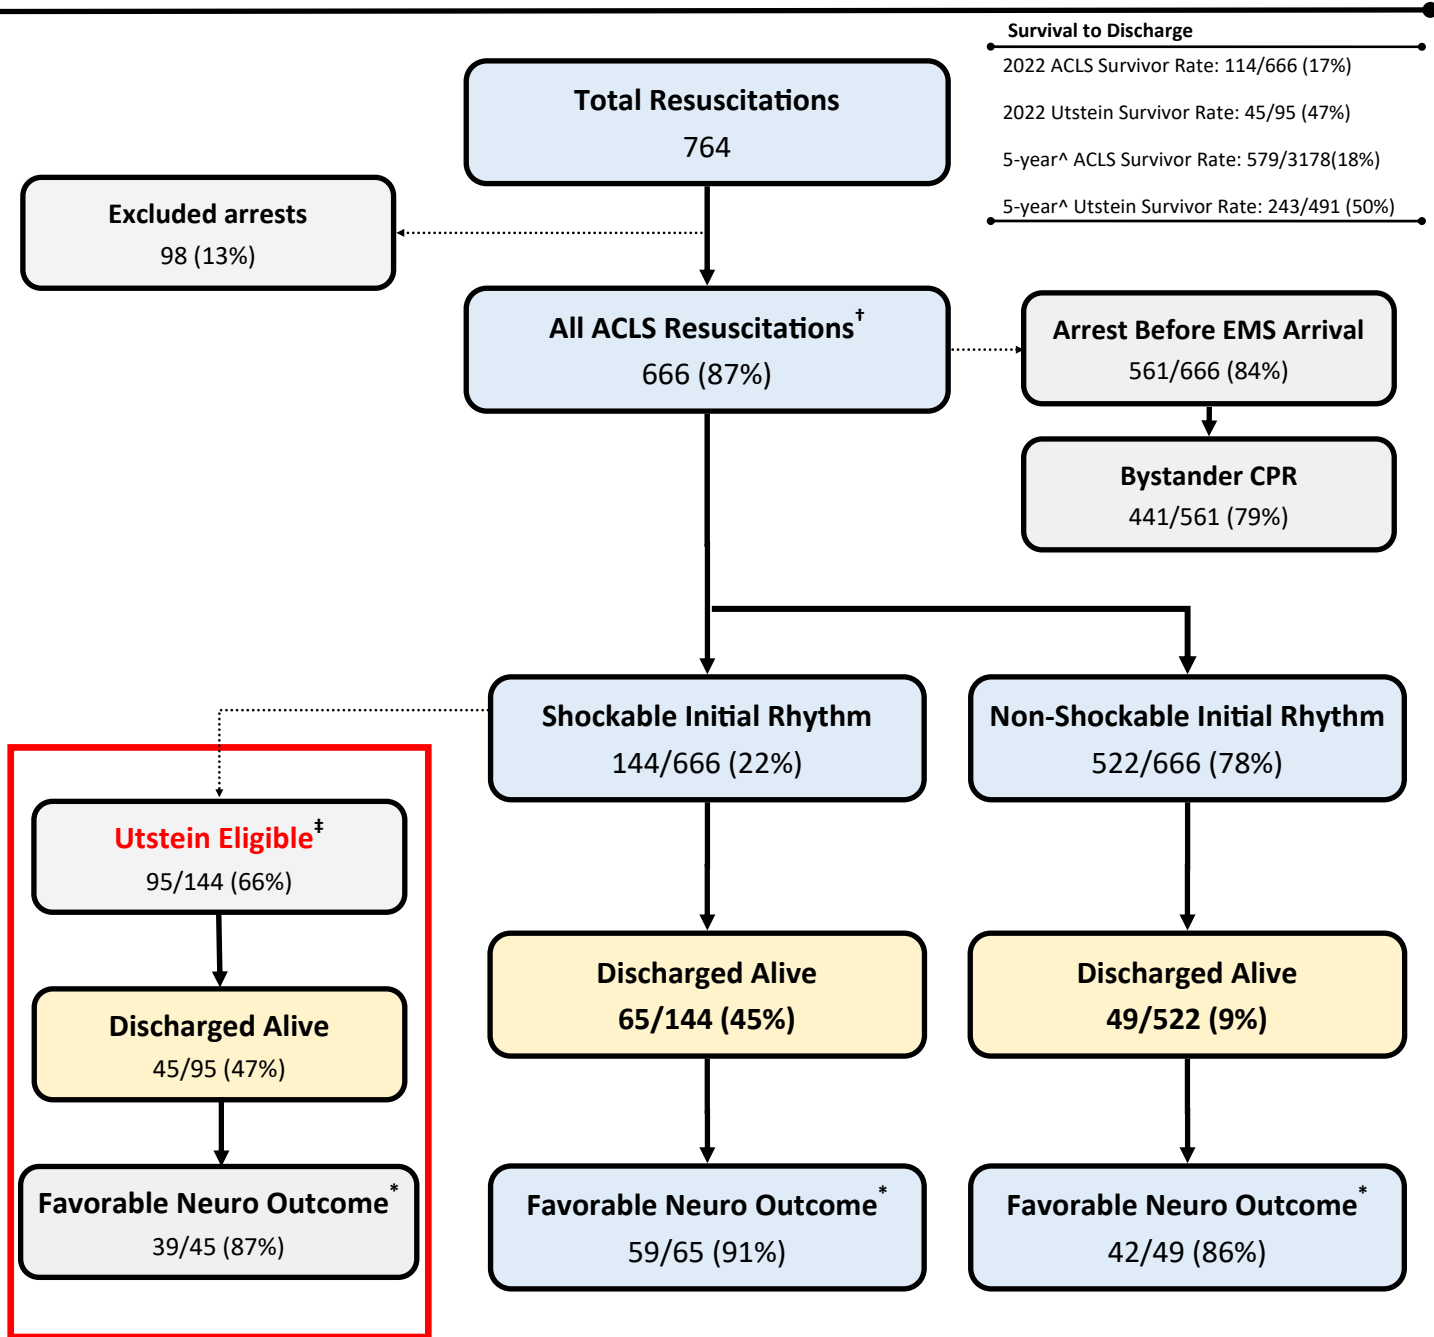 Survival to Discharge
2022 ACLS Survivor Rate: 114/666 (17%)
2022 Utstein Survivor Rate: 45/95 (47%)
5-year^ ACLS Survivor Rate: 579/3178(18%)
5-year^ Utstein Survivor Rate: 243/491 (50%)
Total Resuscitations
764
Excluded arrests
98 (13%)
All ACLS Resuscitations†
666 (87%)
Arrest Before EMS Arrival
561/666 (84%)
Bystander CPR
441/561 (79%)
Shockable Initial Rhythm
144/666 (22%)
Non-Shockable Initial Rhythm
522/666 (78%)
Utstein Eligible‡
95/144 (66%)
Discharged Alive
45/95 (47%)
Favorable Neuro Outcome*
39/45 (87%)
Discharged Alive
65/144 (45%)
Favorable Neuro Outcome*
59/65 (91%)
Discharged Alive
49/522 (9%)
Favorable Neuro Outcome*
42/49 (86%)